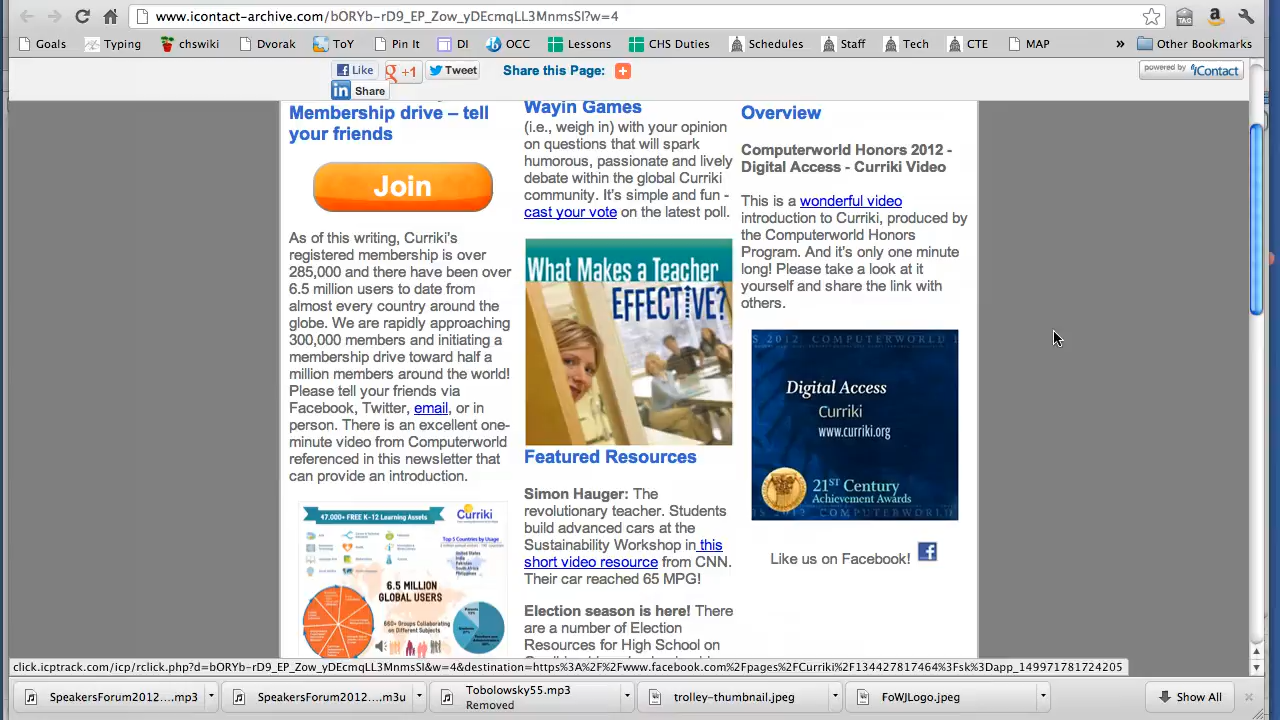 www.icontact-archive.com/bORYb-rD9_EP_Zow_yDEcmqLL3MnmsSl?w=4
Goals
Typing
chswiki
Dvorak
ToY
Pin It
DI
OCC
Lessons
CHS Duties
Schedules
Staff
Tech
CTE
MAP
»
Other Bookmarks
Like
+1
Tweet
Share this Page:
Share
powered by iContact
Membership drive – tell
your friends
Join
As of this writing, Curriki's
registered membership is over
285,000 and there have been over
6.5 million users to date from
almost every country around the
globe. We are rapidly approaching
300,000 members and initiating a
membership drive toward half a
million members around the world!
Please tell your friends via
Facebook, Twitter, email, or in
person. There is an excellent one-
minute video from Computerworld
referenced in this newsletter that
can provide an introduction.
47,000+ FREE K-12 Learning Assets
Curriki
Top 5 Countries by Usage
6.5 MILLION
GLOBAL USERS
660+ Groups Collaborating
on Different Subjects
Wayin Games
(i.e., weigh in) with your opinion
on questions that will spark
humorous, passionate and lively
debate within the global Curriki
community. It's simple and fun -
cast your vote on the latest poll.
What Makes a Teacher
EFFECTIVE?
Featured Resources
Simon Hauger: The
revolutionary teacher. Students
build advanced cars at the
Sustainability Workshop in this
short video resource from CNN.
Their car reached 65 MPG!
Election season is here! There
are a number of Election
Resources for High School on
Overview
Computerworld Honors 2012 -
Digital Access - Curriki Video
This is a wonderful video
introduction to Curriki, produced by
the Computerworld Honors
Program. And it's only one minute
long! Please take a look at it
yourself and share the link with
others.
Digital Access
Curriki
www.curriki.org
21ST Century
Achievement Awards
Like us on Facebook!
click.icptrack.com/icp/rclick.php?d=bORYb-rD9_EP_Zow_yDEcmqLL3MnmsSl&w=4&destination=https%3A%2F%2Fwww.facebook.com%2Fpages%2FCurriki%2F134427817464%3Fsk%3Dapp_149971781724205
SpeakersForum2012....mp3
SpeakersForum2012....m3u
Tobolowsky55.mp3
Removed
trolley-thumbnail.jpeg
FoWJLogo.jpeg
Show All